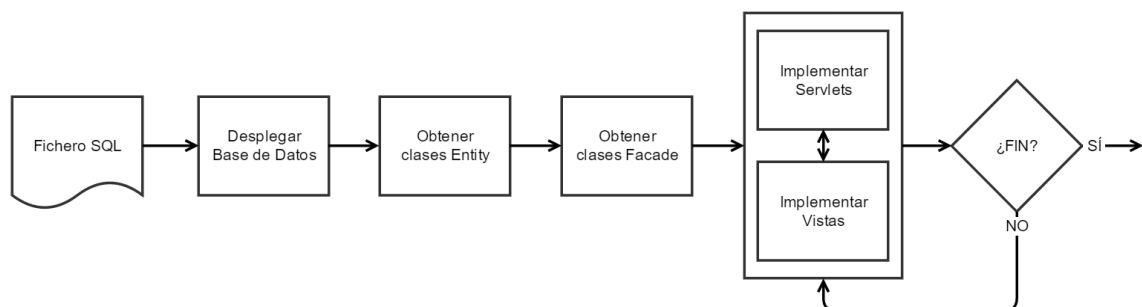 Fichero SQL
Desplegar
Base de Datos
Obtener
clases Entity
Obtener
clases Facade
Implementar
Servlets
Implementar
Vistas
¿FIN?
SÍ
NO